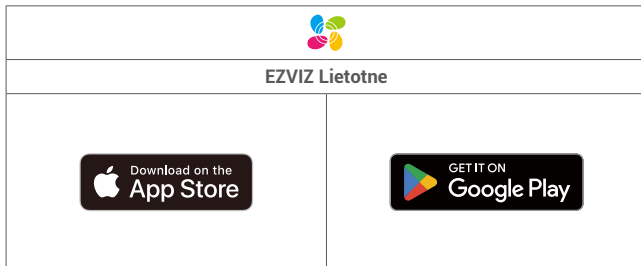 EZVIZ Lietotne
Download on the
App Store
GET IT ON
Google Play